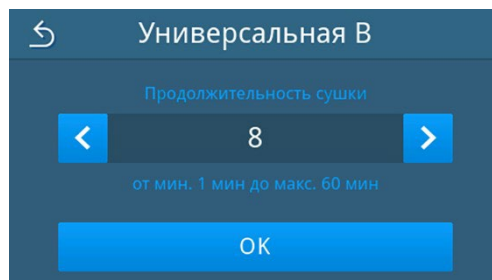 Универсальная B
Продолжительность сушки
8
от мин. 1 мин до макс. 60 мин
OK